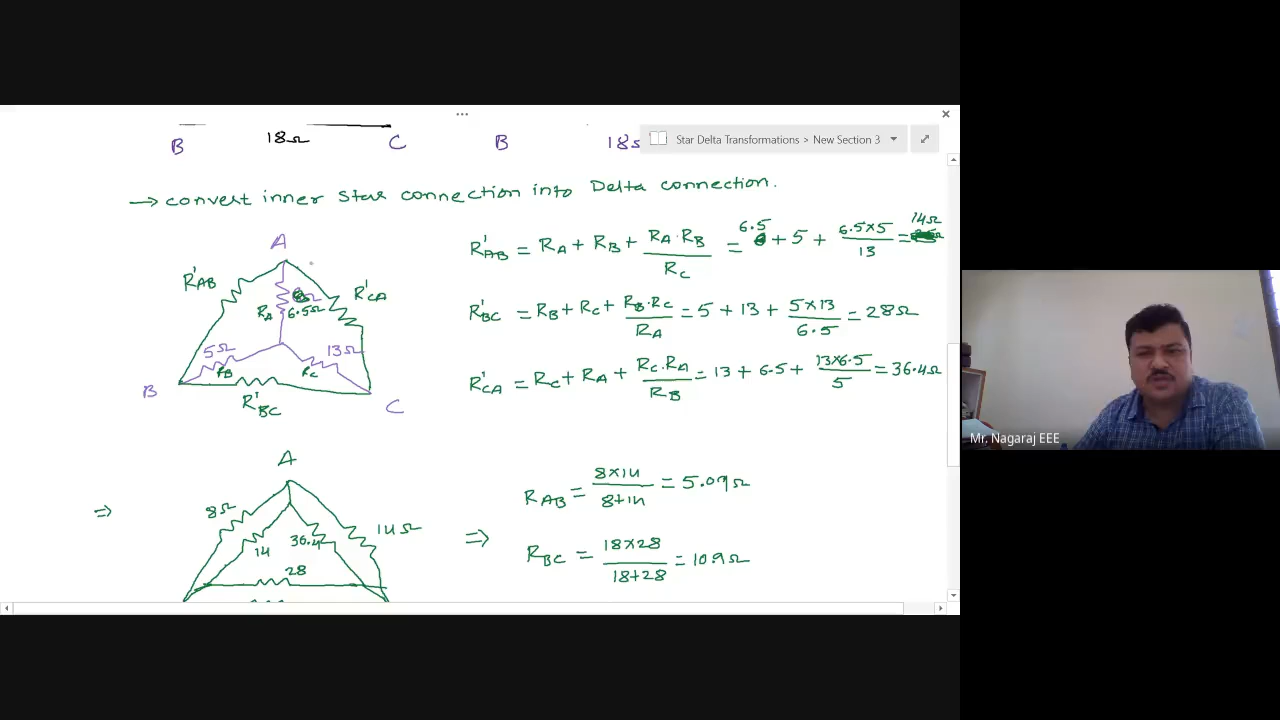 18Ω
B C B 18Ω
Star Delta Transformations > New Section 3
→ convert inner star connection into Delta connection.
A
R'AB
R'CA
RA
6.5Ω
5Ω 13Ω
RB RC
B C
R'BC
R'AB = RA + RB + RA·RB/RC = 6.5 + 5 + 6.5×5/13 = 14Ω
R'BC = RB + RC + RB·RC/RA = 5 + 13 + 5×13/6.5 = 28Ω
R'CA = RC + RA + RC·RA/RB = 13 + 6.5 + 13×6.5/5 = 36.4Ω
⇒
A
8Ω
14Ω
14 36.4
28
⇒ RAB = 8×14/8+14 = 5.09Ω
RBC = 18×28/18+28 = 10.9Ω
Mr. Nagaraj EEE